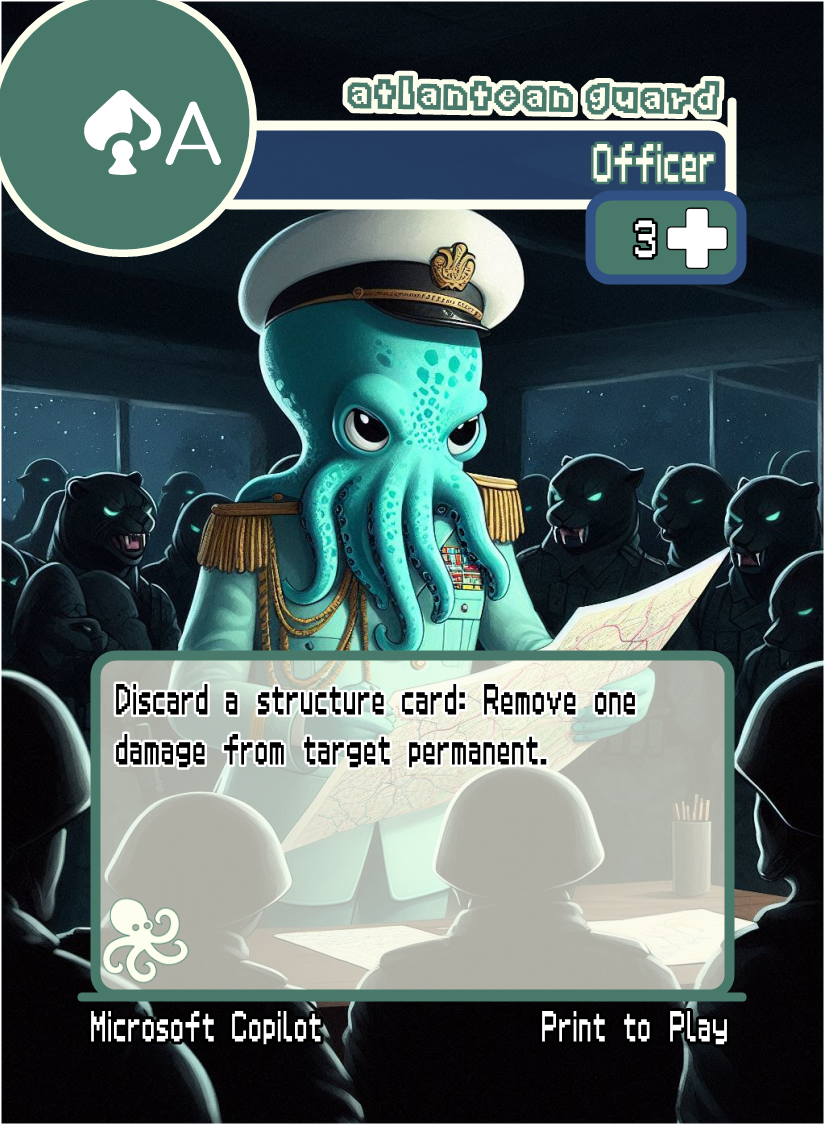 A
atlantean guard
Officer
3
Discard a structure card: Remove one
damage from target permanent.
Microsoft Copilot
Print to Play